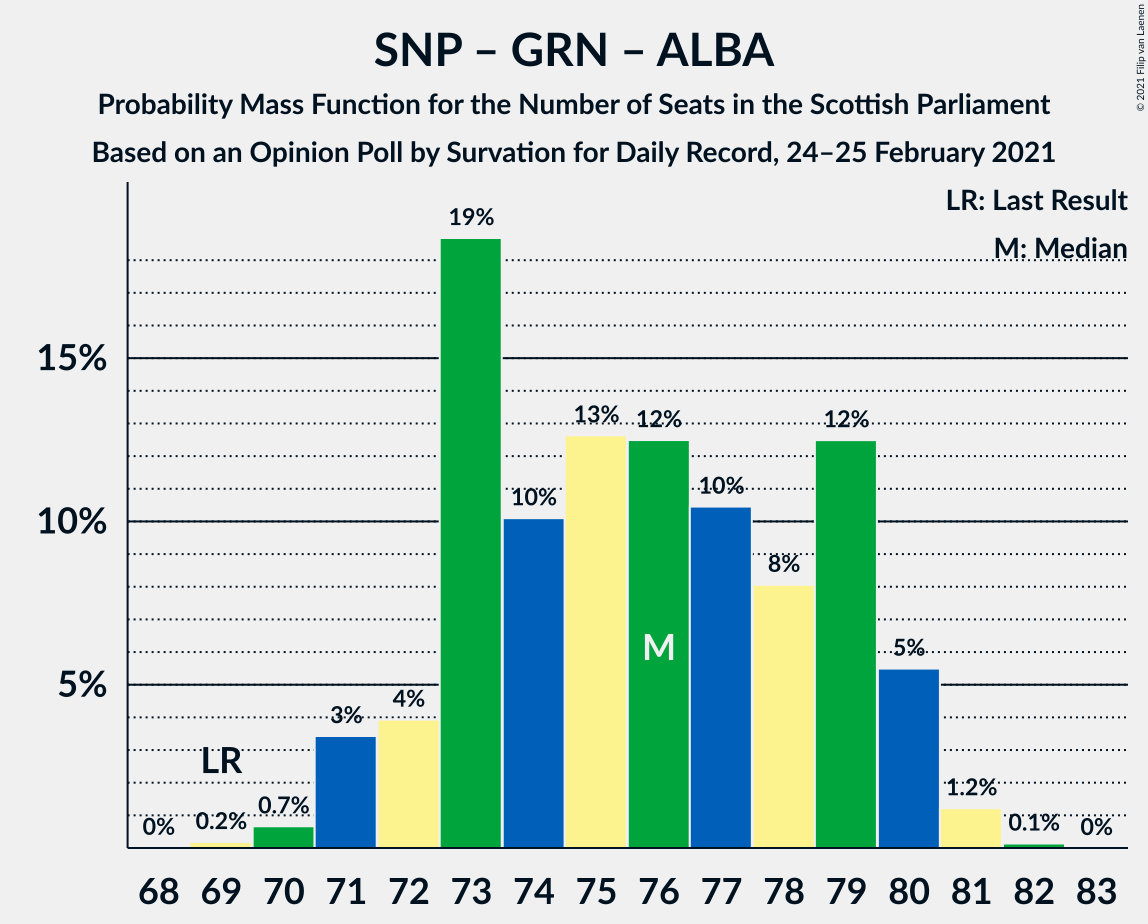 SNP – GRN – ALBA
Probability Mass Function for the Number of Seats in the Scottish Parliament
Based on an Opinion Poll by Survation for Daily Record, 24–25 February 2021
© 2021 Filip van Laenen
LR: Last Result
M: Median
15%
10%
5%
0%
0.2%
0.7%
3%
4%
19%
10%
13%
12%
10%
8%
12%
5%
1.2%
0.1%
0%
LR
M
68 69 70 71 72 73 74 75 76 77 78 79 80 81 82 83